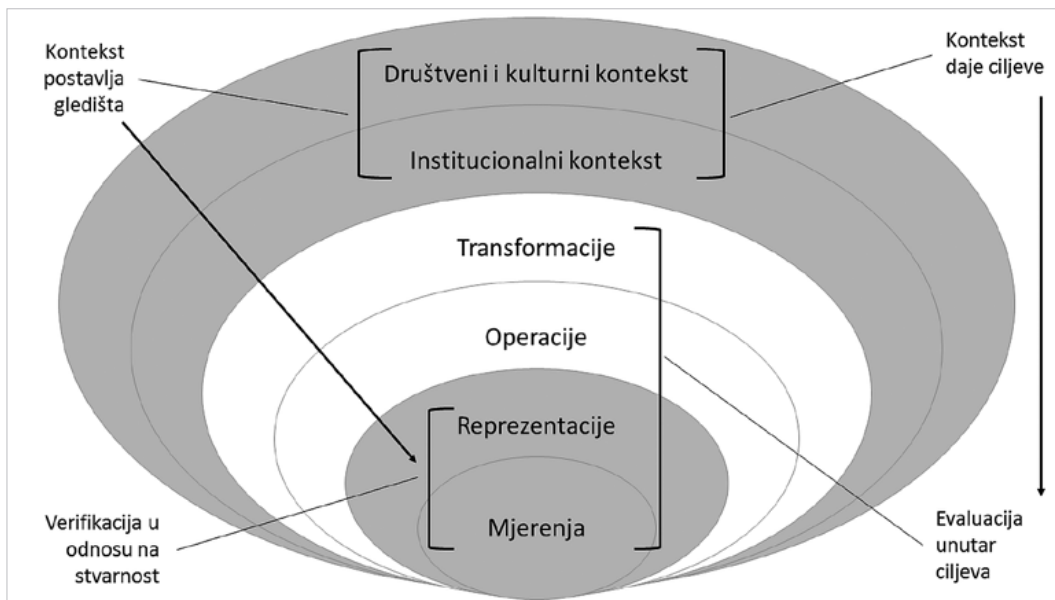 Kontekst
postavlja
gledišta
Društveni i kulturni kontekst
Institucionalni kontekst
Kontekst
daje ciljeve
Transformacije
Operacije
Reprezentacije
Mjerenja
Verifikacija u
odnosu na
stvarnost
Evaluacija
unutar
ciljeva